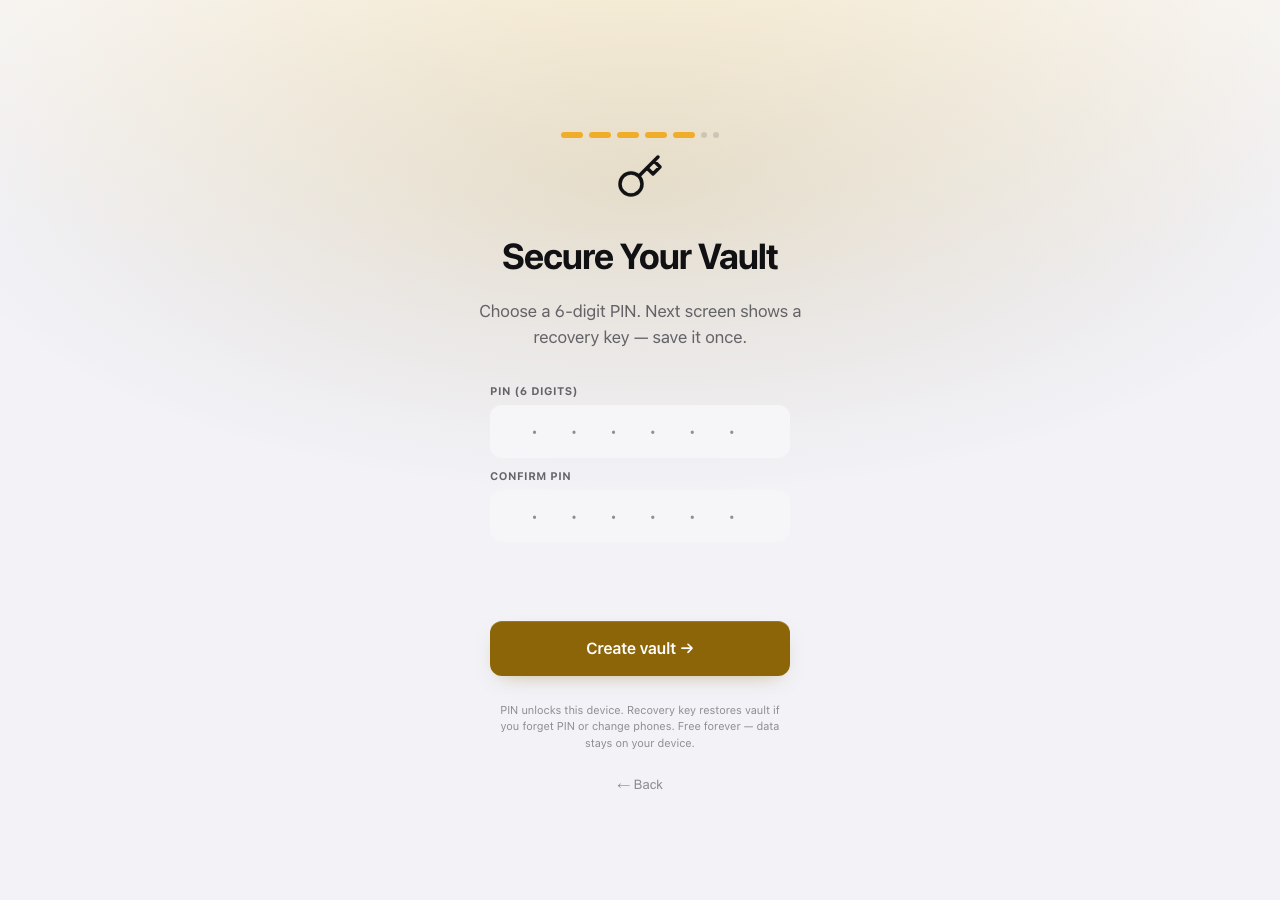 Secure Your Vault
Choose a 6-digit PIN. Next screen shows a
recovery key — save it once.
PIN (6 DIGITS)
· · · · · ·
CONFIRM PIN
· · · · · ·
Create vault →
PIN unlocks this device. Recovery key restores vault if
you forget PIN or change phones. Free forever — data
stays on your device.
← Back